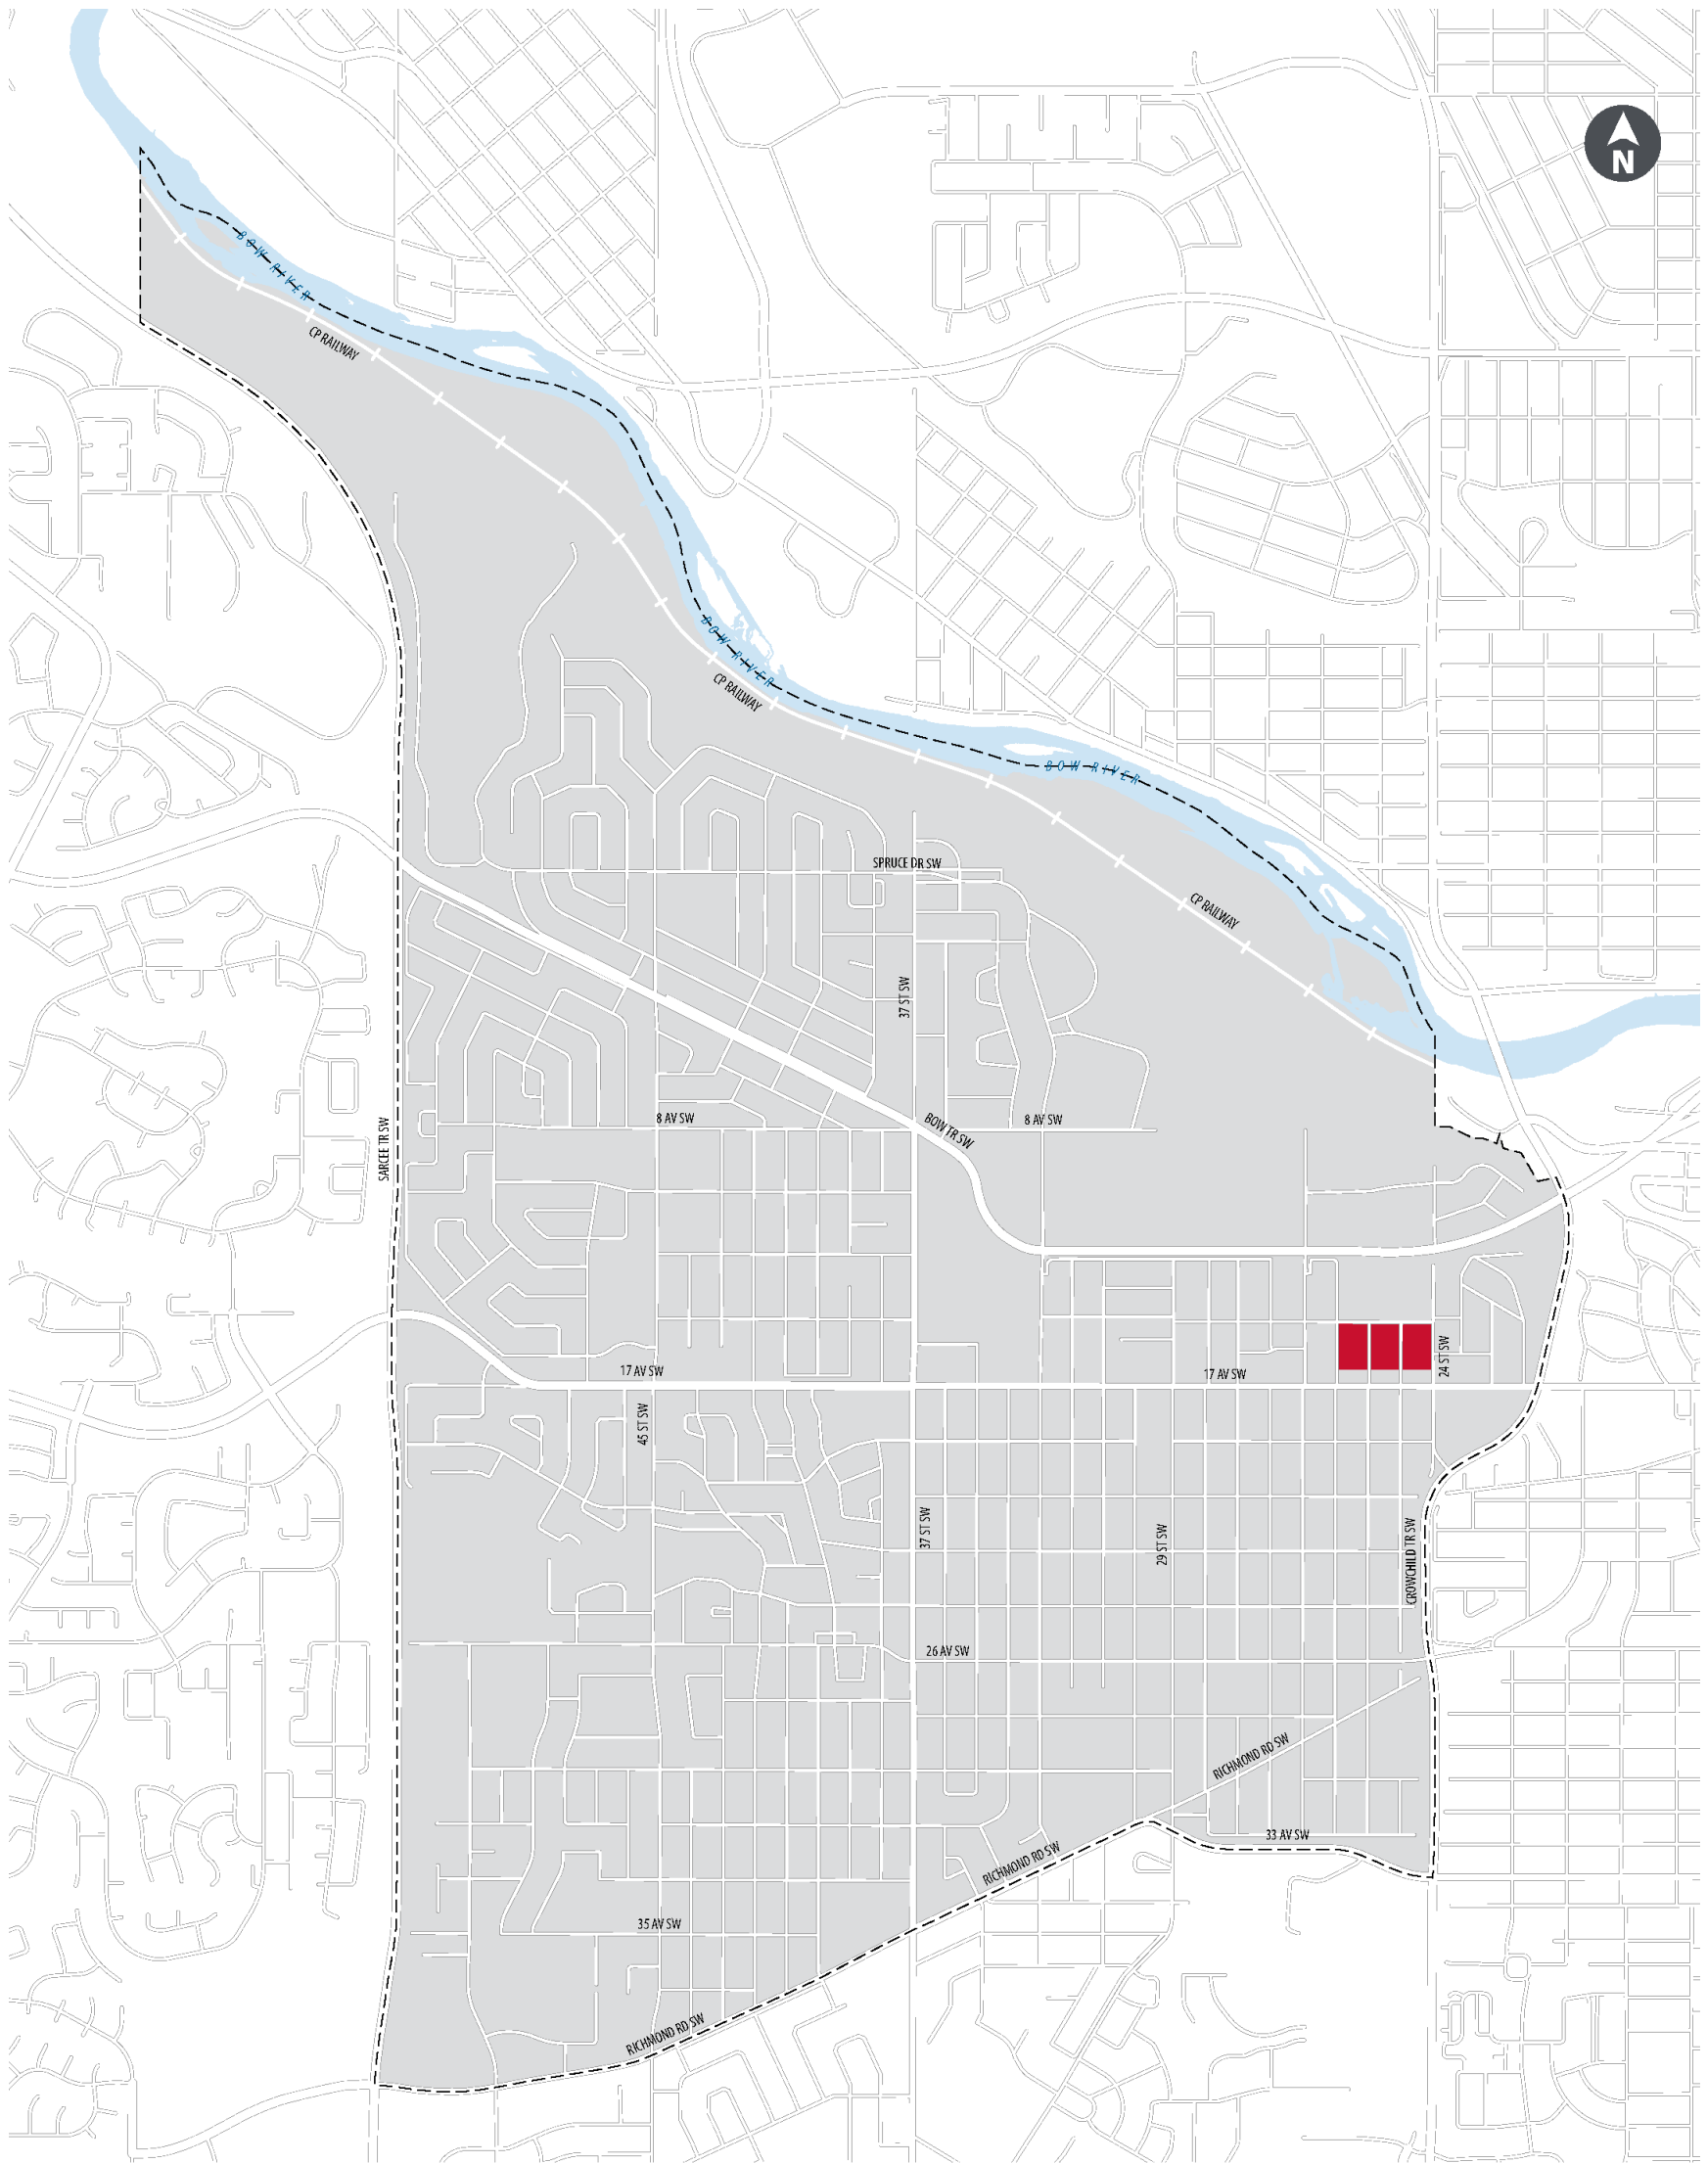 N
BOW RIVER
CP RAILWAY
BOW RIVER
CP RAILWAY
BOW RIVER
SPRUCE DR SW
CP RAILWAY
37 ST SW
8 AV SW
BOW TR SW
8 AV SW
SARCEE TR SW
24 ST SW
17 AV SW
17 AV SW
45 ST SW
37 ST SW
29 ST SW
CROWCHILD TR SW
26 AV SW
RICHMOND RD SW
33 AV SW
RICHMOND RD SW
35 AV SW
RICHMOND RD SW